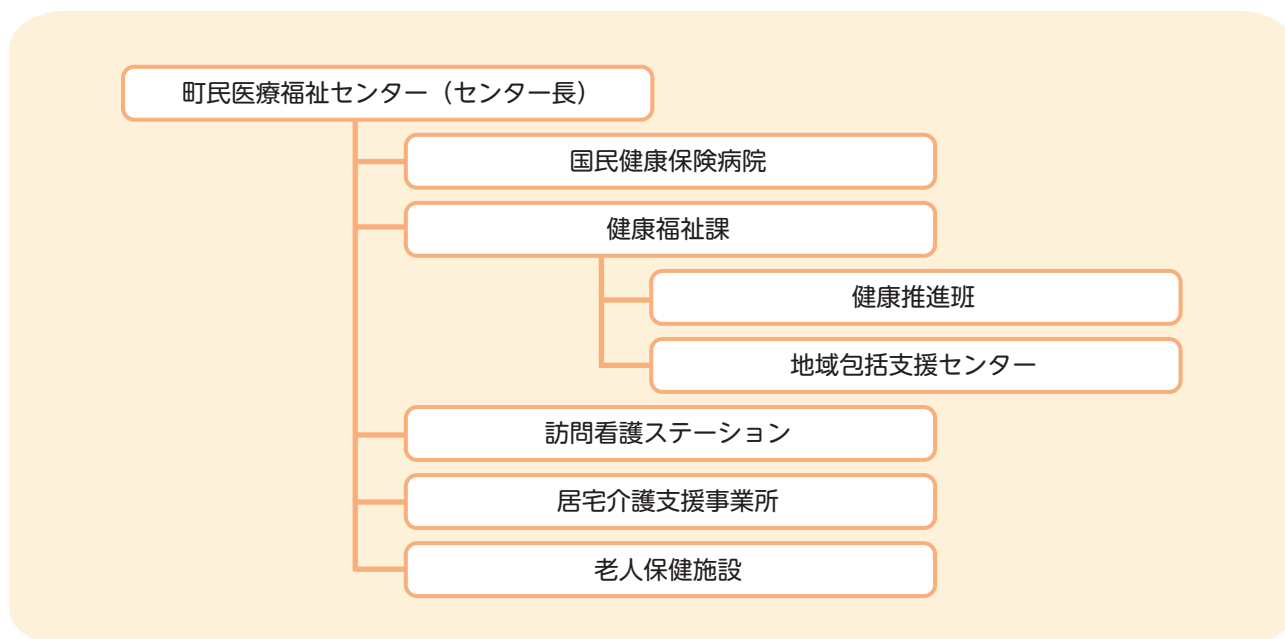 町民医療福祉センター（センター長）
国民健康保険病院
健康福祉課
健康推進班
地域包括支援センター
訪問看護ステーション
居宅介護支援事業所
老人保健施設